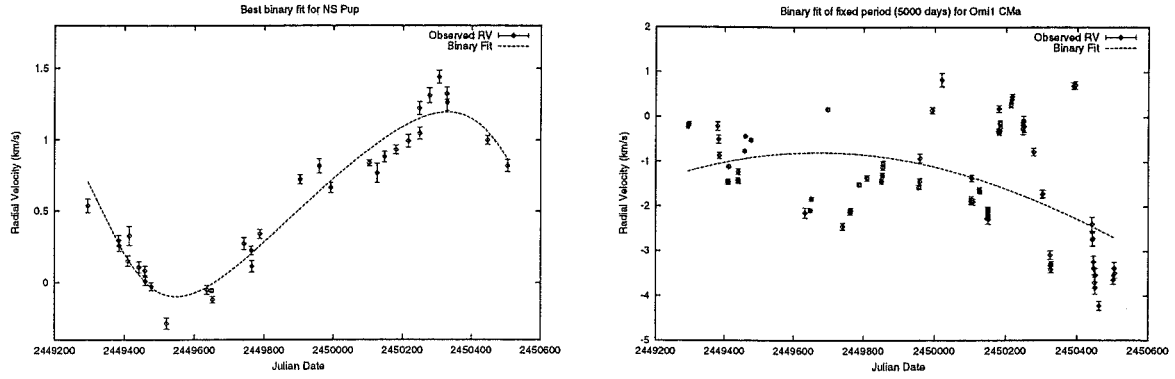 Best binary fit for NS Pup
Observed RV
Binary Fit
1.5
1
0.5
0
Radial Velocity (km/s)
2449200 2449400 2449600 2449800 2450000 2450200 2450400 2450600
Julian Date
Binary fit of fixed period (5000 days) for Omi1 CMa
Observed RV
Binary Fit
2
1
0
-1
-2
-3
-4
-5
Radial Velocity (km/s)
2449200 2449400 2449600 2449800 2450000 2450200 2450400 2450600
Julian Date